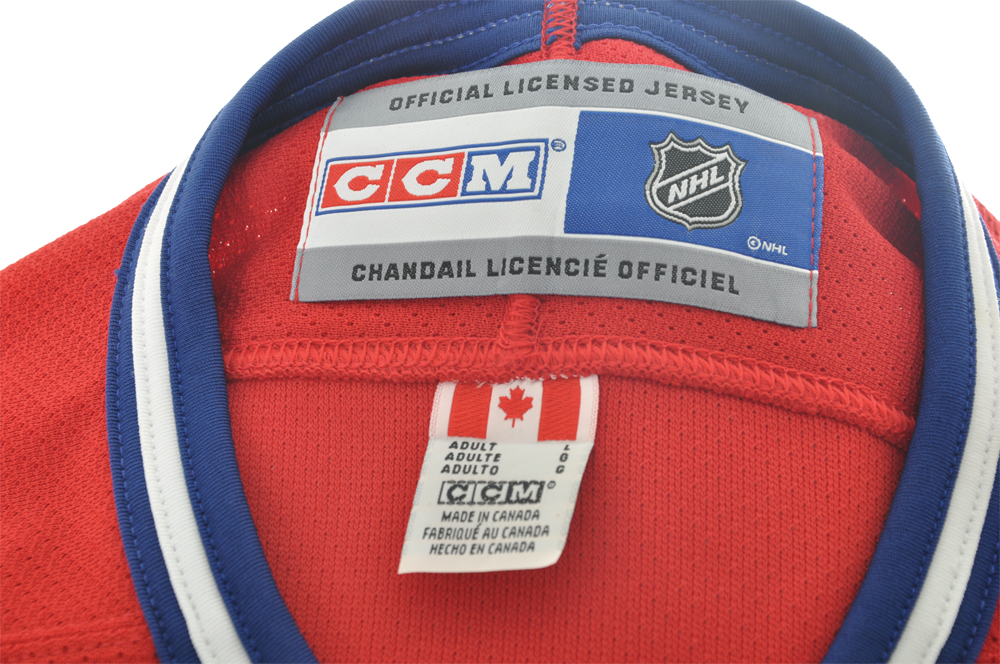 OFFICIAL LICENSED JERSEY
CCM®
NHL
©NHL
CHANDAIL LICENCIÉ OFFICIEL
ADULT L
ADULTE G
ADULTO G
CCM®
MADE IN CANADA
FABRIQUÉ AU CANADA
HECHO EN CANADA